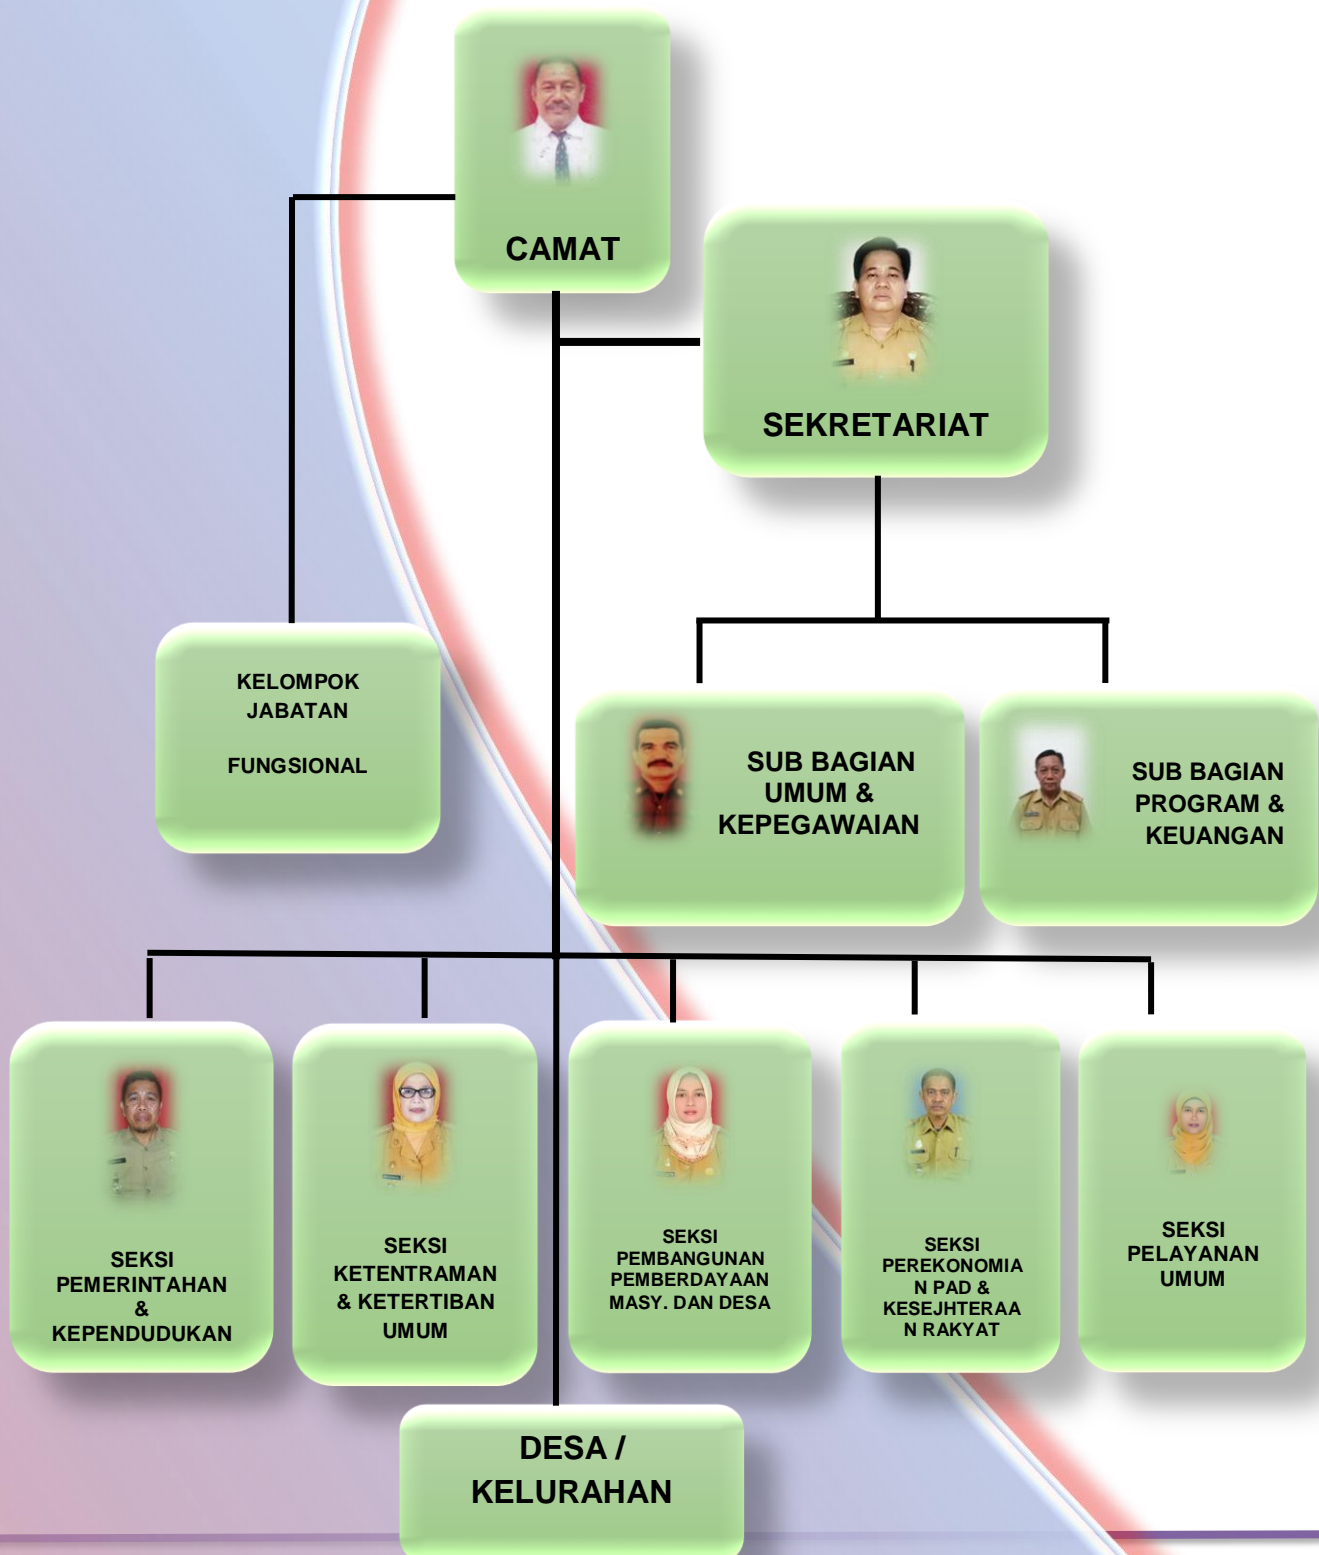 CAMAT
SEKRETARIAT
KELOMPOK
JABATAN
FUNGSIONAL
SUB BAGIAN
UMUM &
KEPEGAWAIAN
SUB BAGIAN
PROGRAM &
KEUANGAN
SEKSI
PEMERINTAHAN
&
KEPENDUDUKAN
SEKSI
KETENTRAMAN
& KETERTIBAN
UMUM
SEKSI
PEMBANGUNAN
PEMBERDAYAAN
MASY. DAN DESA
SEKSI
PEREKONOMIA
N PAD &
KESEJHTERAA
N RAKYAT
SEKSI
PELAYANAN
UMUM
DESA /
KELURAHAN